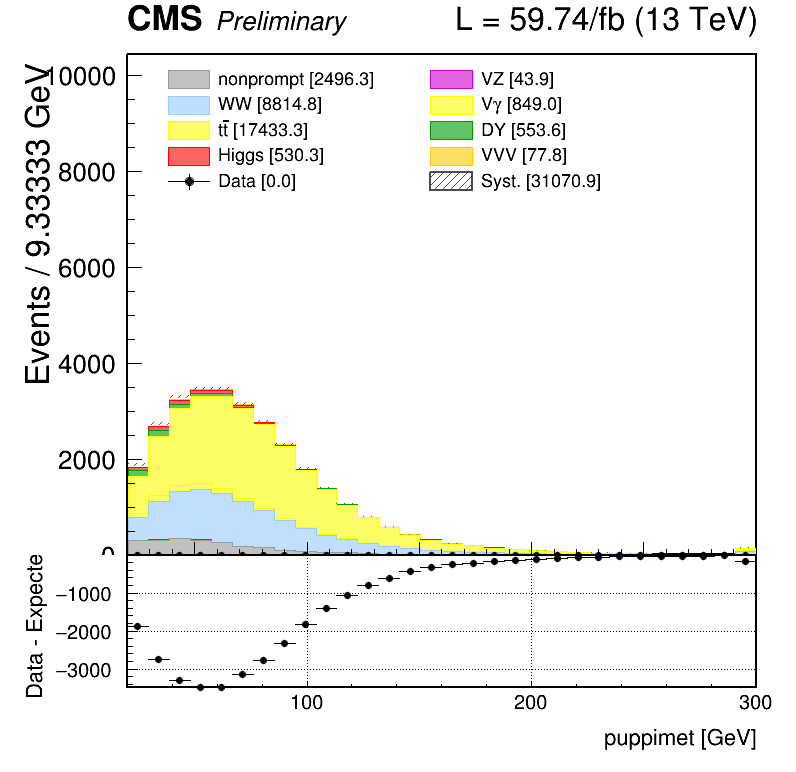 CMS Preliminary L = 59.74/fb (13 TeV)
Events / 9.33333 GeV
10000
8000
6000
4000
2000
0
nonprompt [2496.3]
WW [8814.8]
tt̄ [17433.3]
Higgs [530.3]
Data [0.0]
VZ [43.9]
Vγ [849.0]
DY [553.6]
VVV [77.8]
Syst. [31070.9]
Data - Expecte
−1000
−2000
−3000
100 200 300
puppimet [GeV]